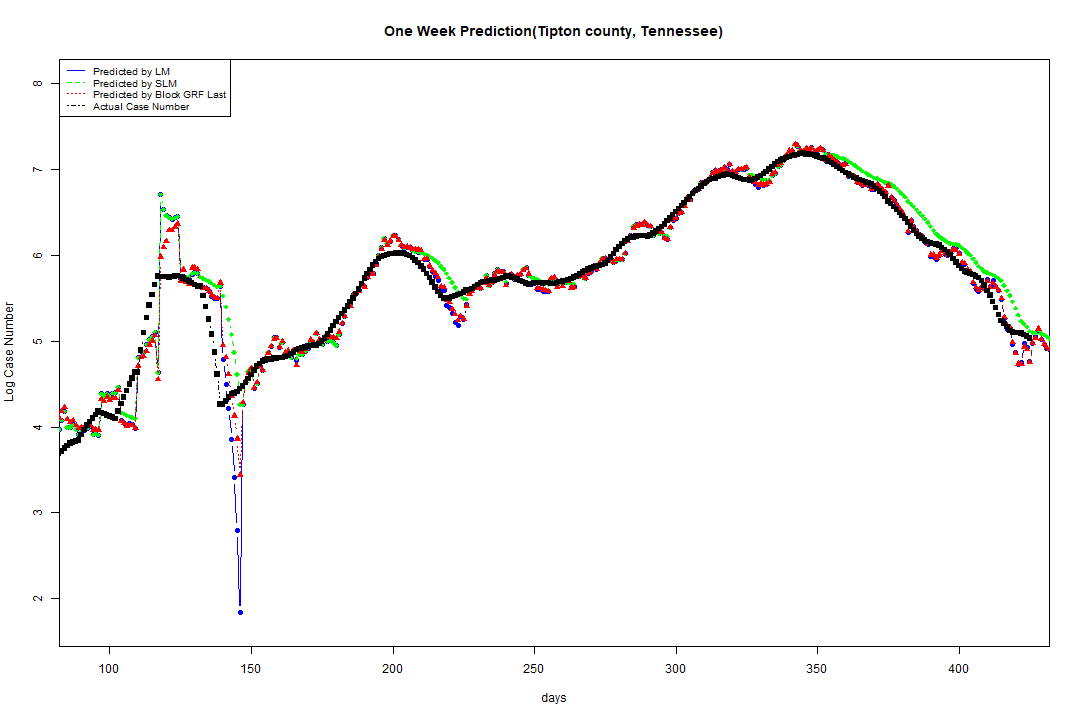 One Week Prediction(Tipton county, Tennessee)
Predicted by LM
Predicted by SLM
Predicted by Block GRF Last
Actual Case Number
8
7
6
5
4
3
2
Log Case Number
100 150 200 250 300 350 400
days